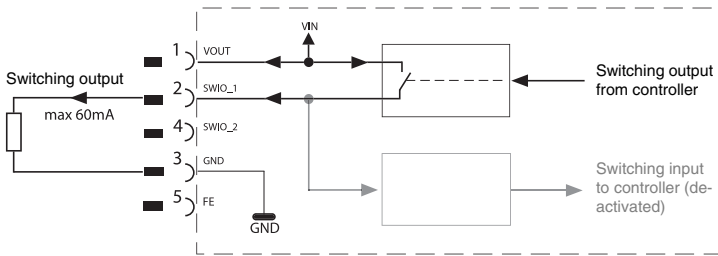 VIN
1 VOUT
Switching output
max 60mA
2 SWIO_1
4 SWIO_2
3 GND
5 FE
GND
Switching output
from controller
Switching input
to controller (de-
activated)